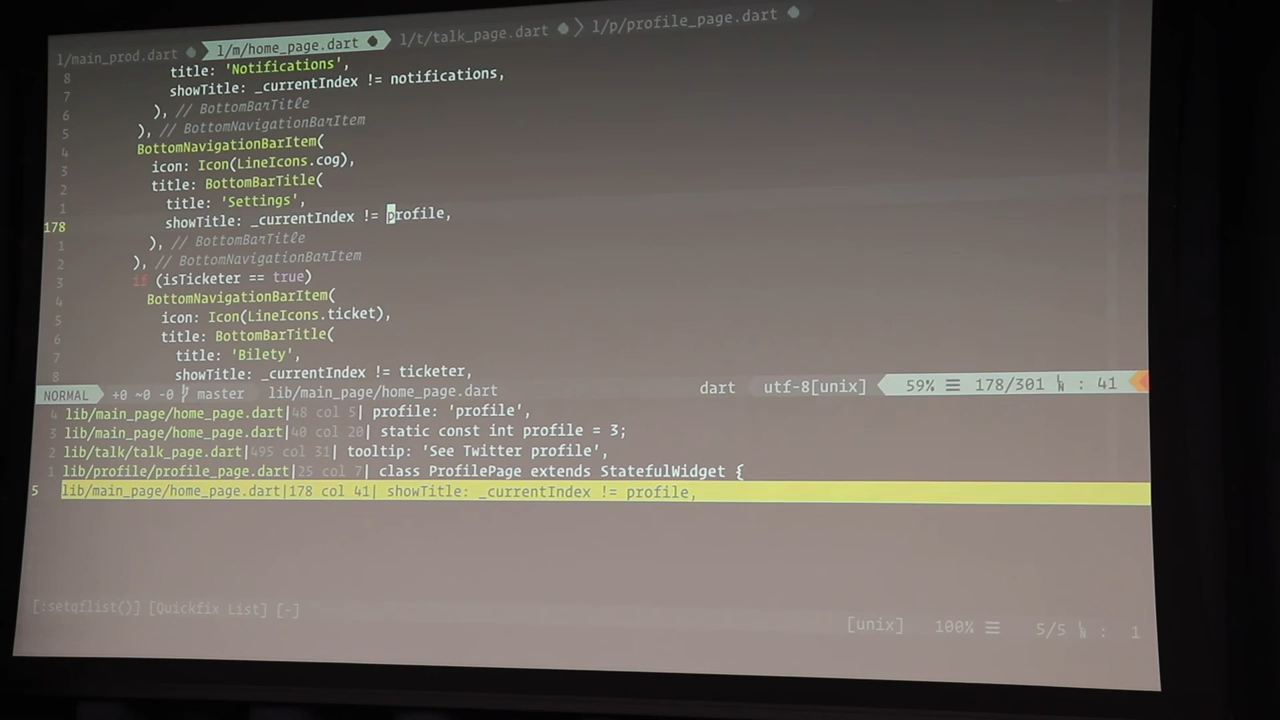 l/main_prod.dart l/m/home_page.dart l/t/talk_page.dart l/p/profile_page.dart
8 title: 'Notifications',
7 showTitle: _currentIndex != notifications,
6 ), // BottomBarTitle
5 ), // BottomNavigationBarItem
4 BottomNavigationBarItem(
3 icon: Icon(LineIcons.cog),
2 title: BottomBarTitle(
1 title: 'Settings',
178 showTitle: _currentIndex != profile,
1 ), // BottomBarTitle
2 ), // BottomNavigationBarItem
3 if (isTicketer == true)
4 BottomNavigationBarItem(
5 icon: Icon(LineIcons.ticket),
6 title: BottomBarTitle(
7 title: 'Bilety',
8 showTitle: _currentIndex != ticketer,
NORMAL +0 ~0 -0 master lib/main_page/home_page.dart dart utf-8[unix] 59% ☰ 178/301 : 41
4 lib/main_page/home_page.dart|48 col 5| profile: 'profile',
3 lib/main_page/home_page.dart|40 col 20| static const int profile = 3;
2 lib/talk/talk_page.dart|495 col 31| tooltip: 'See Twitter profile',
1 lib/profile/profile_page.dart|25 col 7| class ProfilePage extends StatefulWidget {
5 lib/main_page/home_page.dart|178 col 41| showTitle: _currentIndex != profile,
[:setqflist()] [Quickfix List] [-] [unix] 100% ☰ 5/5 : 1